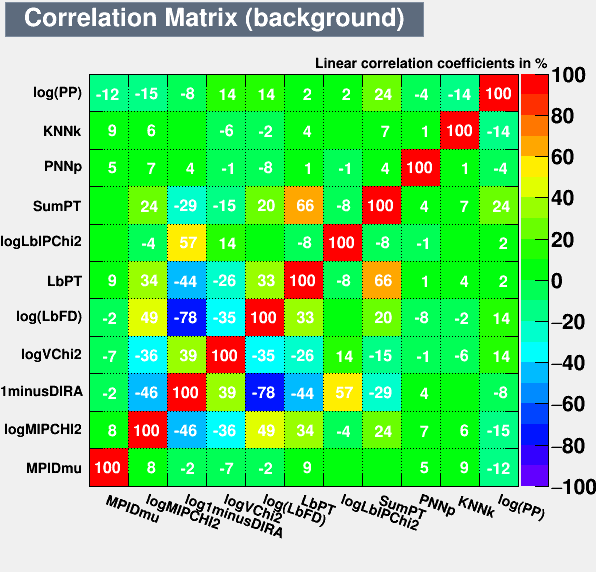 Correlation Matrix (background)
Linear correlation coefficients in %
log(PP) -12 -15 -8 14 14 2 2 24 -4 -14 100
KNNk 9 6 -6 -2 4 7 1 100 -14
PNNp 5 7 4 -1 -8 1 -1 4 100 1 -4
SumPT 24 -29 -15 20 66 -8 100 4 7 24
logLbIPChi2 -4 57 14 -8 100 -8 -1 2
LbPT 9 34 -44 -26 33 100 -8 66 1 4 2
log(LbFD) -2 49 -78 -35 100 33 20 -8 -2 14
logVChi2 -7 -36 39 100 -35 -26 14 -15 -1 -6 14
1minusDIRA -2 -46 100 39 -78 -44 57 -29 4 -8
logMIPCHI2 8 100 -46 -36 49 34 -4 24 7 6 -15
MPIDmu 100 8 -2 -7 -2 9 5 9 -12
MPIDmu logMIPCHI2 log1minusDIRA logVChi2 log(LbFD) LbPT logLbIPChi2 SumPT PNNp KNNk log(PP)
100
80
60
40
20
0
−20
−40
−60
−80
−100